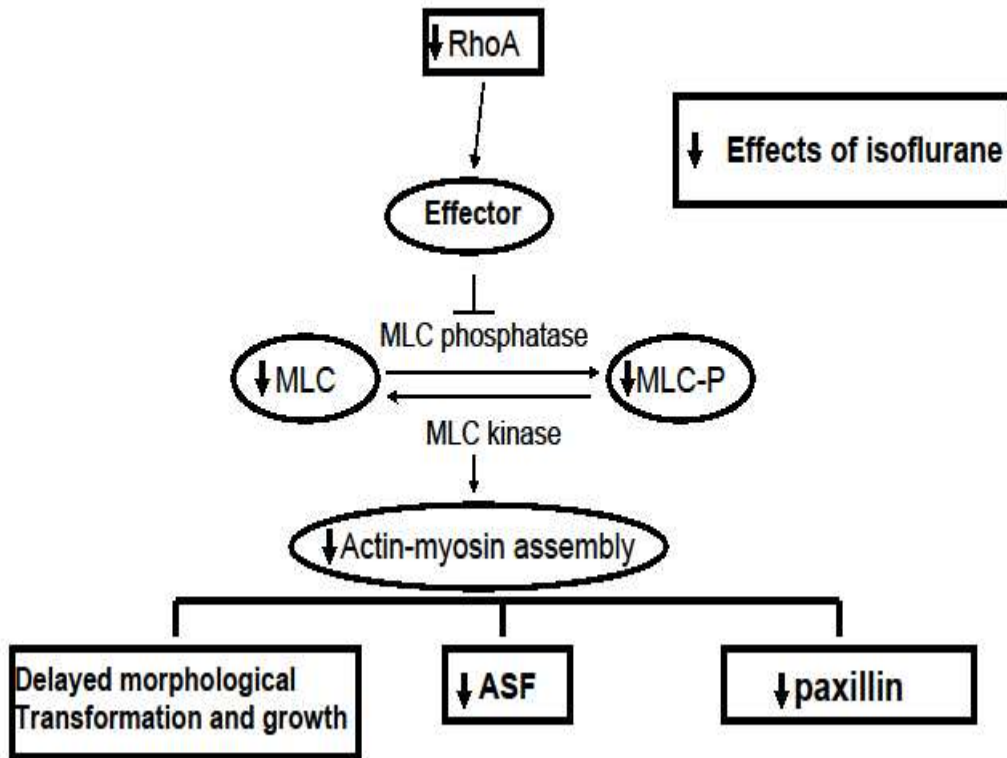 ↓ RhoA
↓ Effects of isoflurane
Effector
MLC phosphatase
↓ MLC
↓ MLC-P
MLC kinase
↓ Actin-myosin assembly
Delayed morphological
Transformation and growth
↓ ASF
↓ paxillin